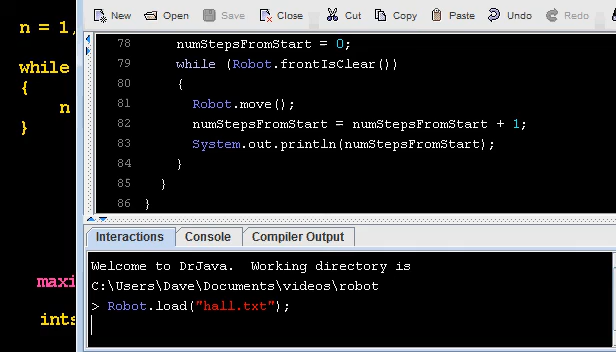 n = 1,
while
{
n
}
maxi
ints
New Open Save Close Cut Copy Paste Undo Redo
78 numStepsFromStart = 0;
79 while (Robot.frontIsClear())
80 {
81 Robot.move();
82 numStepsFromStart = numStepsFromStart + 1;
83 System.out.println(numStepsFromStart);
84 }
85 }
86 }
Interactions Console Compiler Output
Welcome to DrJava. Working directory is
C:\Users\Dave\Documents\videos\robot
> Robot.load("hall.txt");